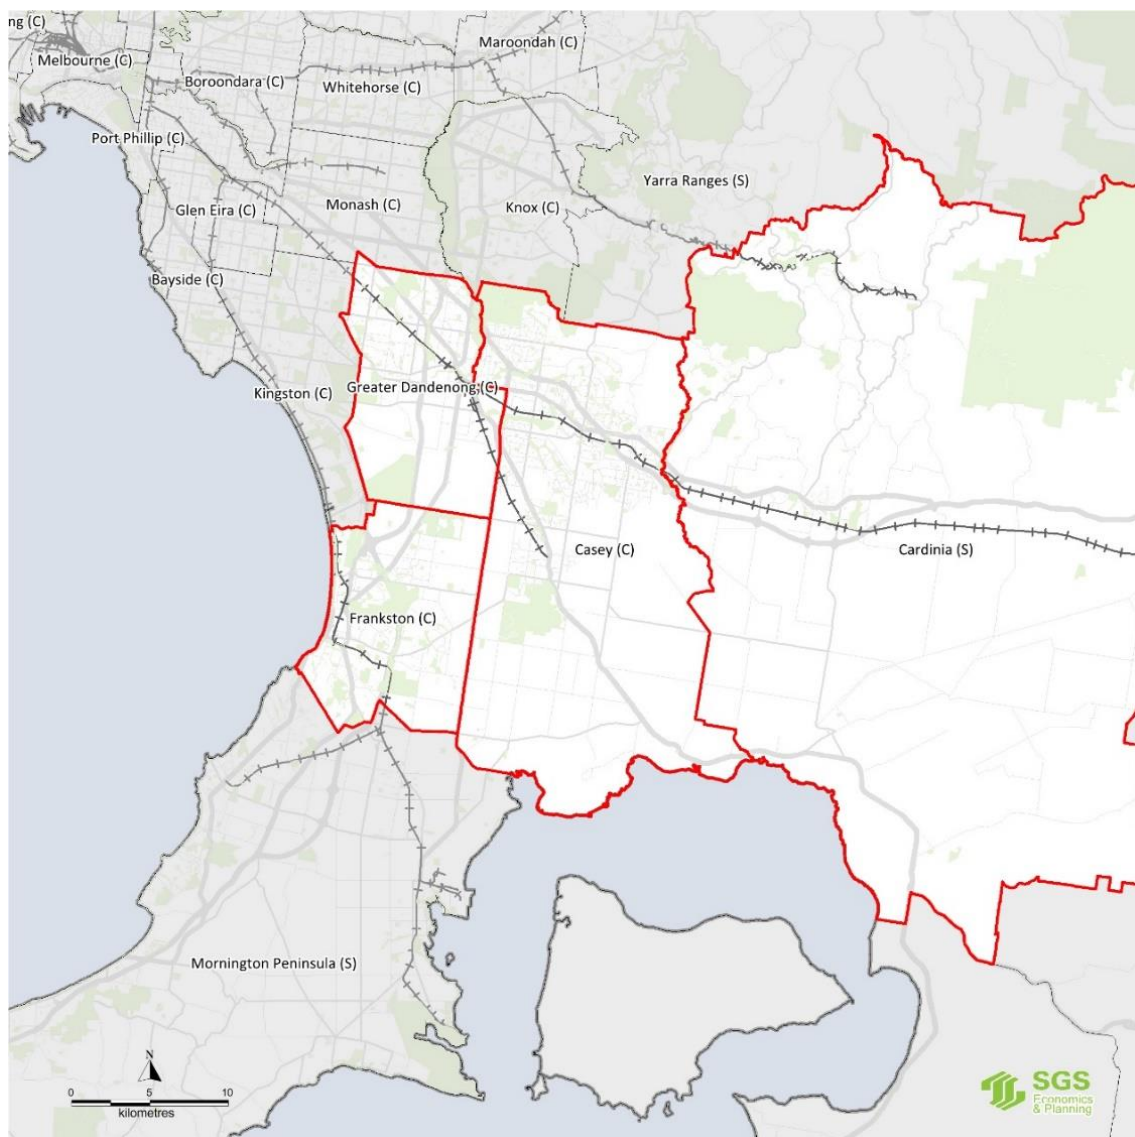 ng (C)
Maroondah (C)
Melbourne (C)
Boroondara (C)
Whitehorse (C)
Port Phillip (C)
Yarra Ranges (S)
Glen Eira (C)
Monash (C)
Knox (C)
Bayside (C)
Kingston (C)
Greater Dandenong (C)
Casey (C)
Cardinia (S)
Frankston (C)
Mornington Peninsula (S)
N
0 5 10
kilometres
SGS
Economics
& Planning